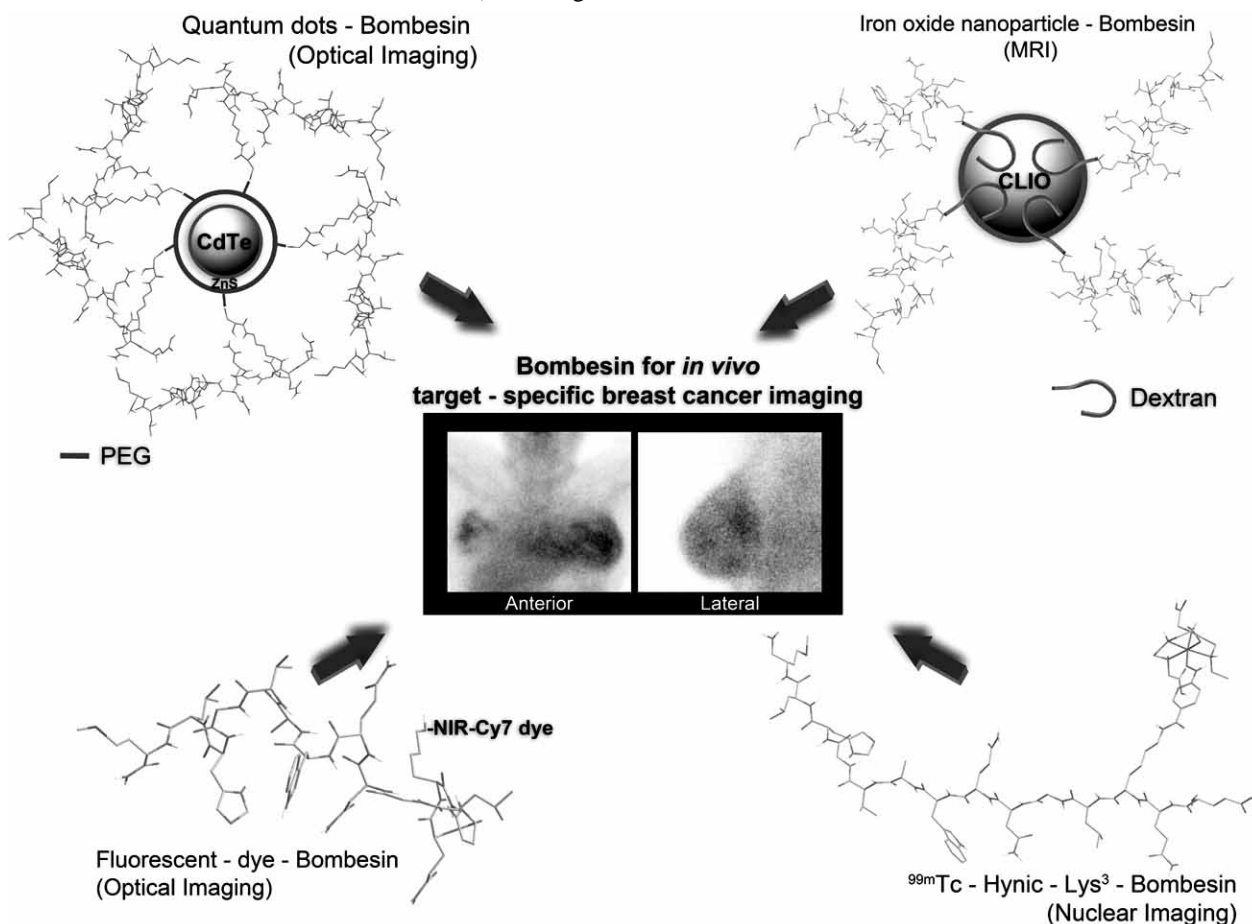 Quantum dots - Bombesin
(Optical Imaging)
Iron oxide nanoparticle - Bombesin
(MRI)
CdTe
ZnS
CLIO
Bombesin for in vivo
target - specific breast cancer imaging
PEG
Dextran
Anterior
Lateral
-NIR-Cy7 dye
Fluorescent - dye - Bombesin
(Optical Imaging)
⁹⁹ᵐTc - Hynic - Lys³ - Bombesin
(Nuclear Imaging)